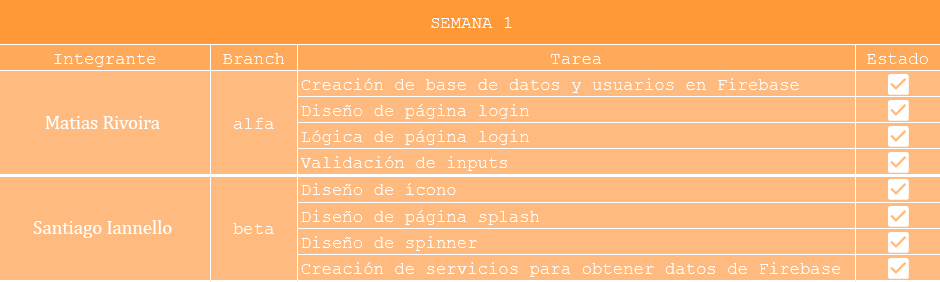 SEMANA 1
Integrante Branch Tarea Estado
Matias Rivoira alfa
Creación de base de datos y usuarios en Firebase
Diseño de página login
Lógica de página login
Validación de inputs
Santiago Iannello beta
Diseño de ícono
Diseño de página splash
Diseño de spinner
Creación de servicios para obtener datos de Firebase